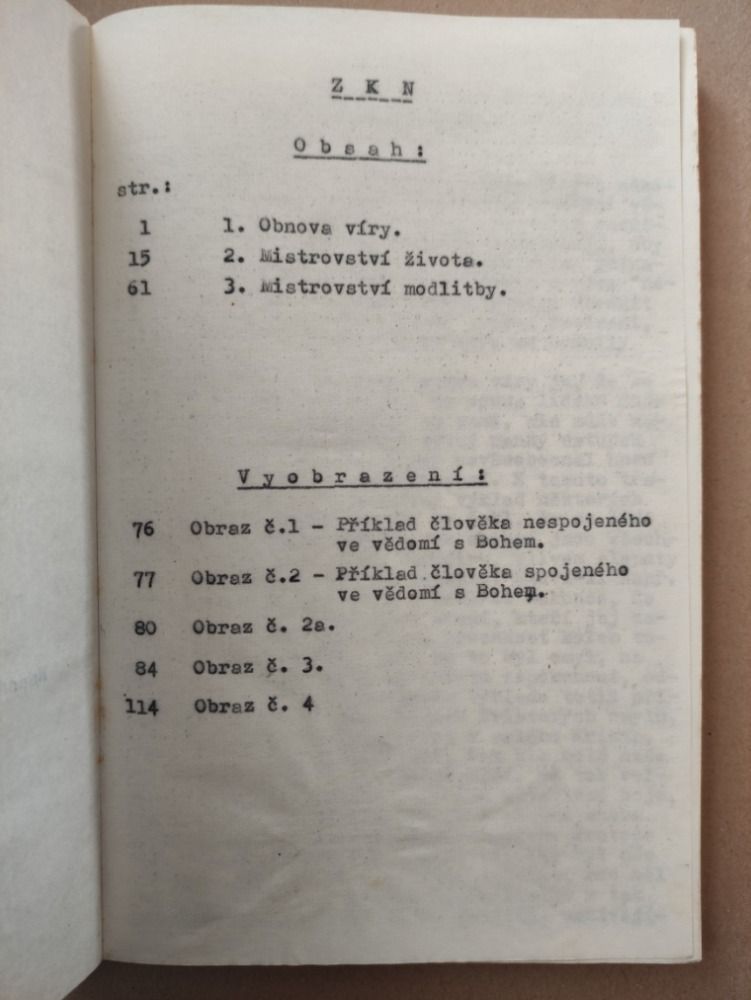 Z K N
O b s a h :
str.:
1 1. Obnova víry.
15 2. Mistrovství života.
61 3. Mistrovství modlitby.
V y o b r a z e n í :
76 Obraz č.1 - Příklad člověka nespojeného
ve vědomí s Bohem.
77 Obraz č.2 - Příklad člověka spojeného
ve vědomí s Bohem.
80 Obraz č. 2a.
84 Obraz č. 3.
114 Obraz č. 4